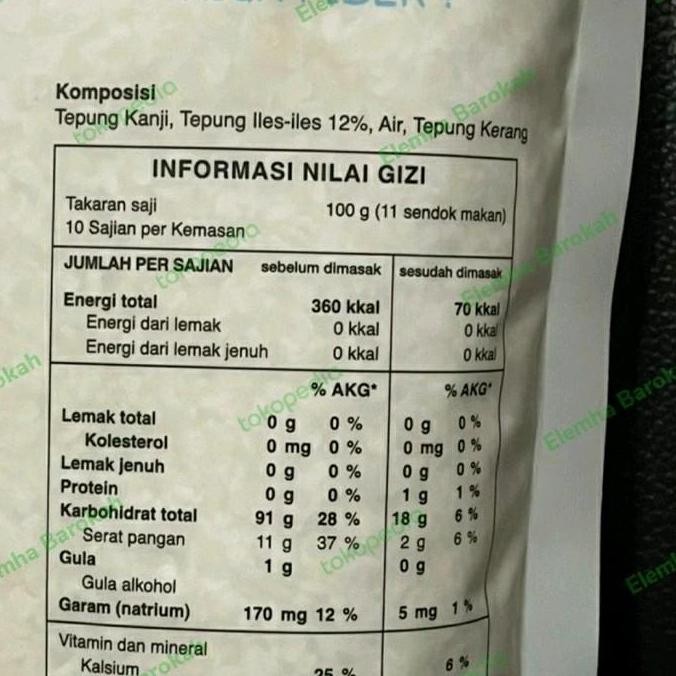 Komposisi
Tepung Kanji, Tepung Iles-iles 12%, Air, Tepung Kerang
INFORMASI NILAI GIZI
Takaran saji 100 g (11 sendok makan)
10 Sajian per Kemasan
JUMLAH PER SAJIAN sebelum dimasak sesudah dimasak
Energi total 360 kkal 70 kkal
Energi dari lemak 0 kkal 0 kkal
Energi dari lemak jenuh 0 kkal 0 kkal
% AKG* % AKG*
Lemak total 0 g 0 % 0 g 0 %
Kolesterol 0 mg 0 % 0 mg 0 %
Lemak jenuh 0 g 0 % 0 g 0 %
Protein 0 g 0 % 1 g 1 %
Karbohidrat total 91 g 28 % 18 g 6 %
Serat pangan 11 g 37 % 2 g 6 %
Gula 1 g 0 g
Gula alkohol
Garam (natrium) 170 mg 12 % 5 mg 1 %
Vitamin dan mineral
Kalsium 25 % 6 %
tokopedia
Elemha Barokah